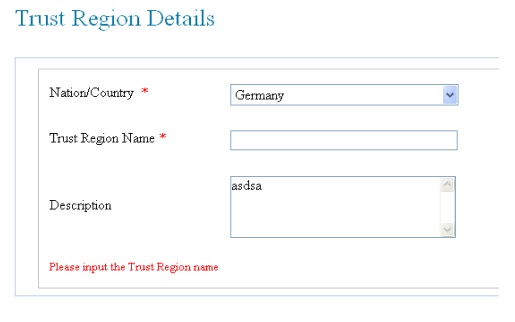 Trust Region Details
Nation/Country *
Germany
Trust Region Name *
asdsa
Description
Please input the Trust Region name